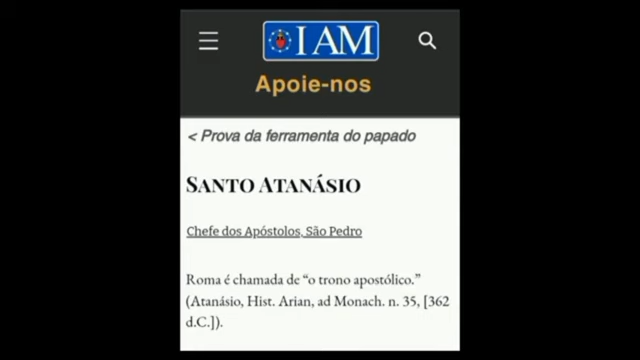 I AM
Apoie-nos
< Prova da ferramenta do papado
Santo Atanásio
Chefe dos Apóstolos, São Pedro
Roma é chamada de “o trono apostólico.”
(Atanásio, Hist. Arian, ad Monach. n. 35, [362
d.C.]).